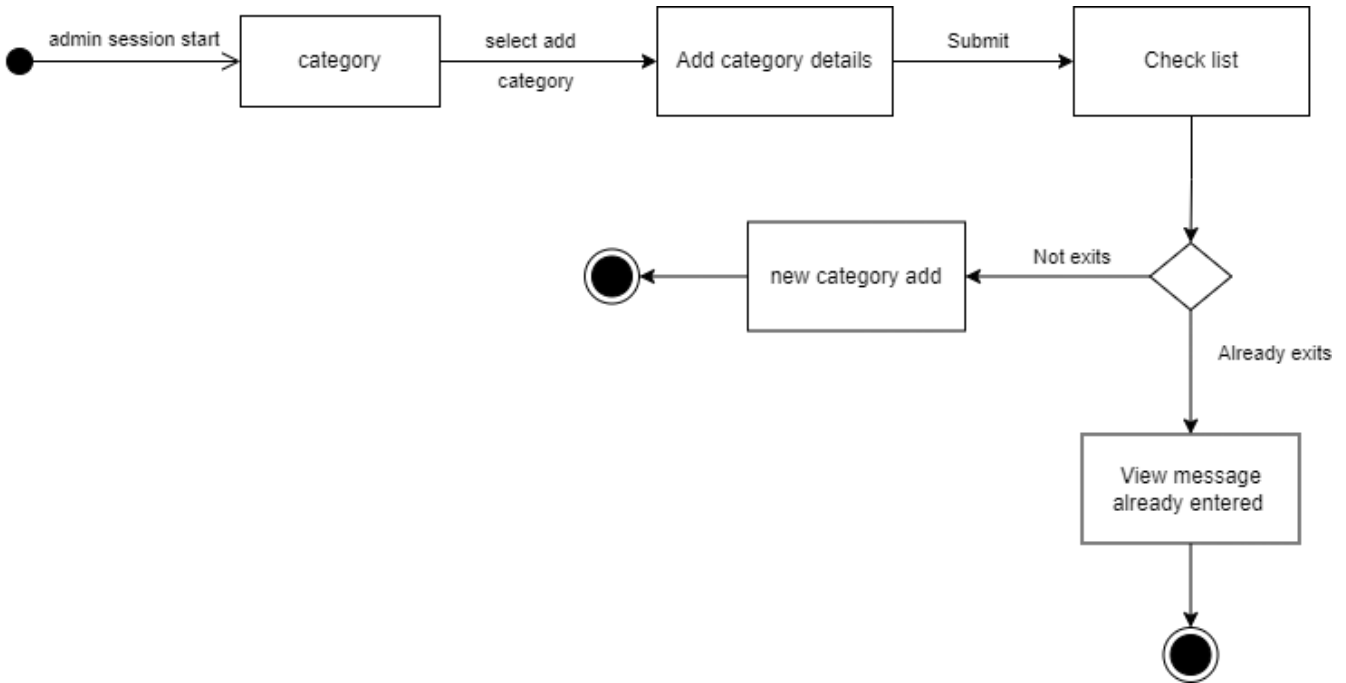 admin session start
category
select add
category
Add category details
Submit
Check list
Not exits
new category add
Already exits
View message
already entered